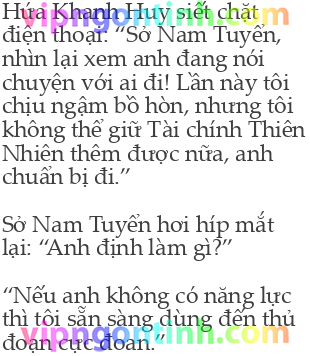 Hứa Khanh Huy siết chặt
điện thoại: “Sở Nam Tuyển,
nhìn lại xem anh đang nói
chuyện với ai đi! Lần này tôi
chịu ngậm bồ hòn, nhưng tôi
không thể giữ Tài chính Thiên
Nhiên thêm được nữa, anh
chuẩn bị đi.”
Sở Nam Tuyển hơi híp mắt
lại: “Anh định làm gì?”
“Nếu anh không có năng lực
thì tôi sẵn sàng dùng đến thủ
đoạn cực đoan.”
vipngontinh.com
vipngontinh.com
vipngontinh.com